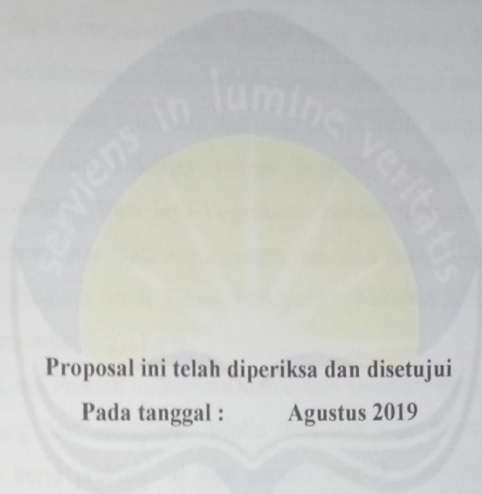 serviens in lumine veritatis
Proposal ini telah diperiksa dan disetujui
Pada tanggal : Agustus 2019